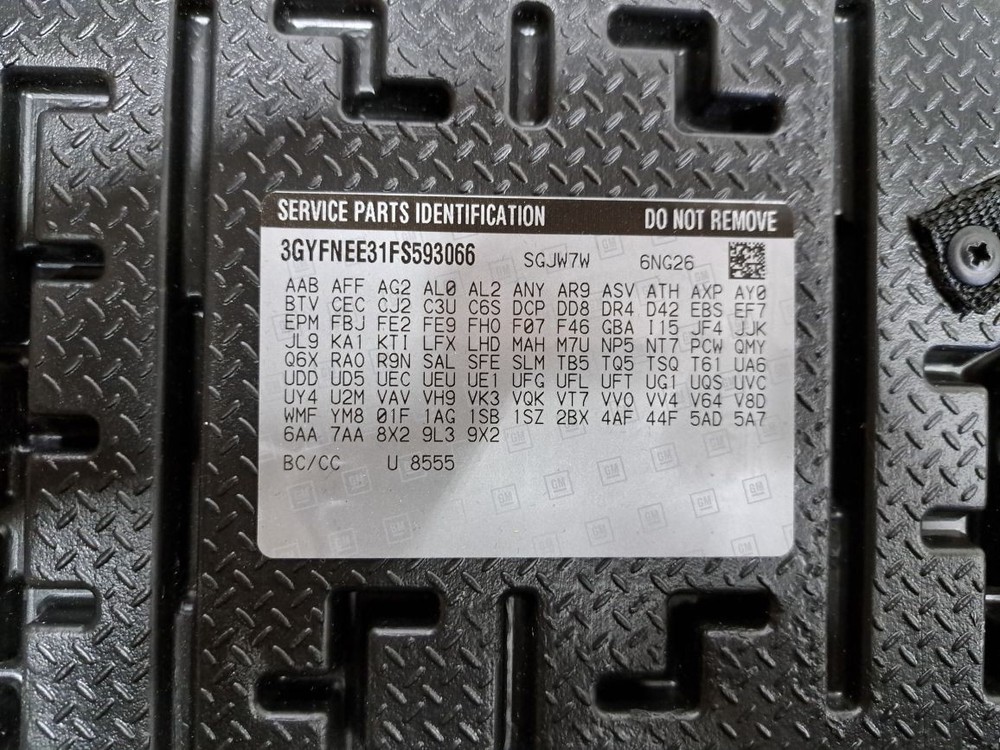 SERVICE PARTS IDENTIFICATION DO NOT REMOVE
3GYFNEE31FS593066 SGJW7W 6NG26
AAB AFF AG2 AL0 AL2 ANY AR9 ASV ATH AXP AY0
BTV CEC CJ2 C3U C6S DCP DD8 DR4 D42 EBS EF7
EPM FBJ FE2 FE9 FHO F07 F46 GBA I15 JF4 JJK
JL9 KA1 KTI LFX LHD MAH M7U NP5 NT7 PCW QMY
Q6X RAO R9N SAL SFE SLM TB5 TQ5 TSQ T61 UA6
UDD UD5 UEC UEU UE1 UFG UFL UFT UG1 UQS UVC
UY4 U2M VAV VH9 VK3 VQK VT7 VVO VV4 V64 V8D
WMF YM8 01F 1AG 1SB 1SZ 2BX 4AF 44F 5AD 5A7
6AA 7AA 8X2 9L3 9X2
BC/CC U 8555